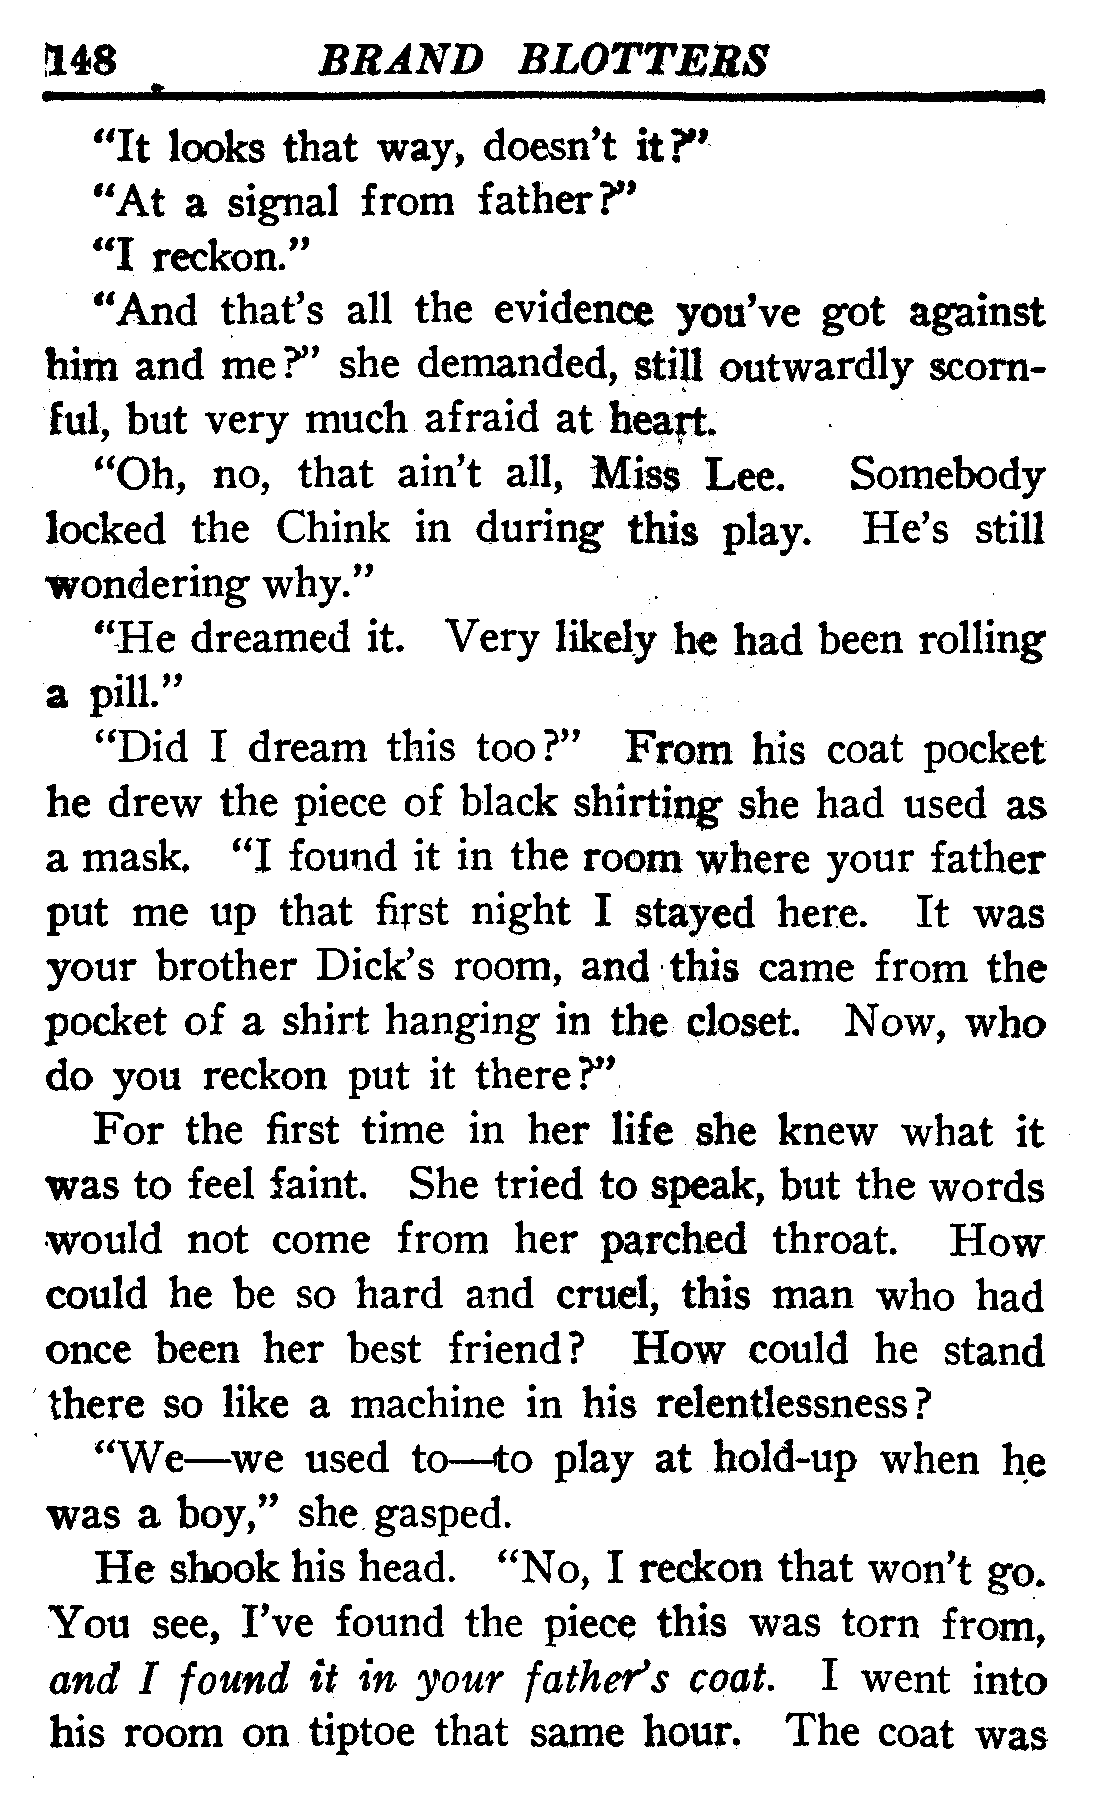 148 BRAND BLOTTERS
“It looks that way, doesn’t it?”
“At a signal from father?”
“I reckon.”
“And that’s all the evidence you’ve got against
him and me?” she demanded, still outwardly scorn-
ful, but very much afraid at heart.
“Oh, no, that ain’t all, Miss Lee. Somebody
locked the Chink in during this play. He’s still
wondering why.”
“He dreamed it. Very likely he had been rolling
a pill.”
“Did I dream this too?” From his coat pocket
he drew the piece of black shirting she had used as
a mask. “I found it in the room where your father
put me up that first night I stayed here. It was
your brother Dick’s room, and this came from the
pocket of a shirt hanging in the closet. Now, who
do you reckon put it there?”
For the first time in her life she knew what it
was to feel faint. She tried to speak, but the words
would not come from her parched throat. How
could he be so hard and cruel, this man who had
once been her best friend? How could he stand
there so like a machine in his relentlessness?
“We—we used to—to play at hold-up when he
was a boy,” she gasped.
He shook his head. “No, I reckon that won’t go.
You see, I’ve found the piece this was torn from,
and I found it in your father’s coat. I went into
his room on tiptoe that same hour. The coat was